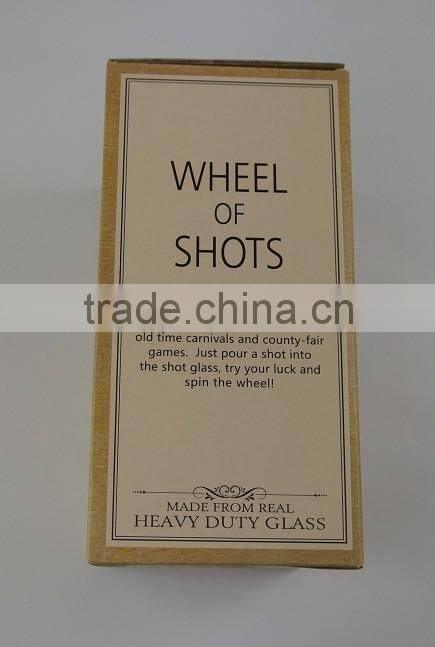 WHEEL
OF
SHOTS
trade.china.cn
old time carnivals and county-fair
games. Just pour a shot into
the shot glass, try your luck and
spin the wheel!
MADE FROM REAL
HEAVY DUTY GLASS